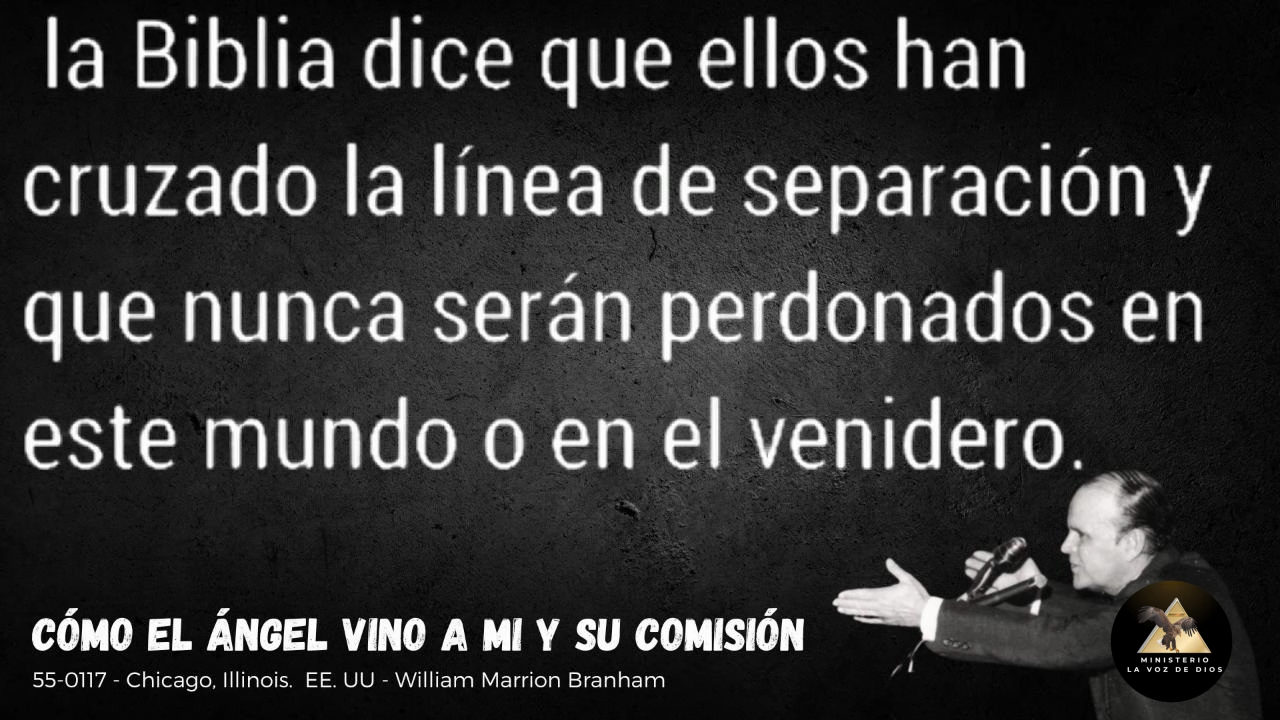 la Biblia dice que ellos han
cruzado la línea de separación y
que nunca serán perdonados en
este mundo o en el venidero.
CÓMO EL ÁNGEL VINO A MI Y SU COMISIÓN
55-0117 - Chicago, Illinois. EE. UU - William Marrion Branham
MINISTERIO
LA VOZ DE DIOS